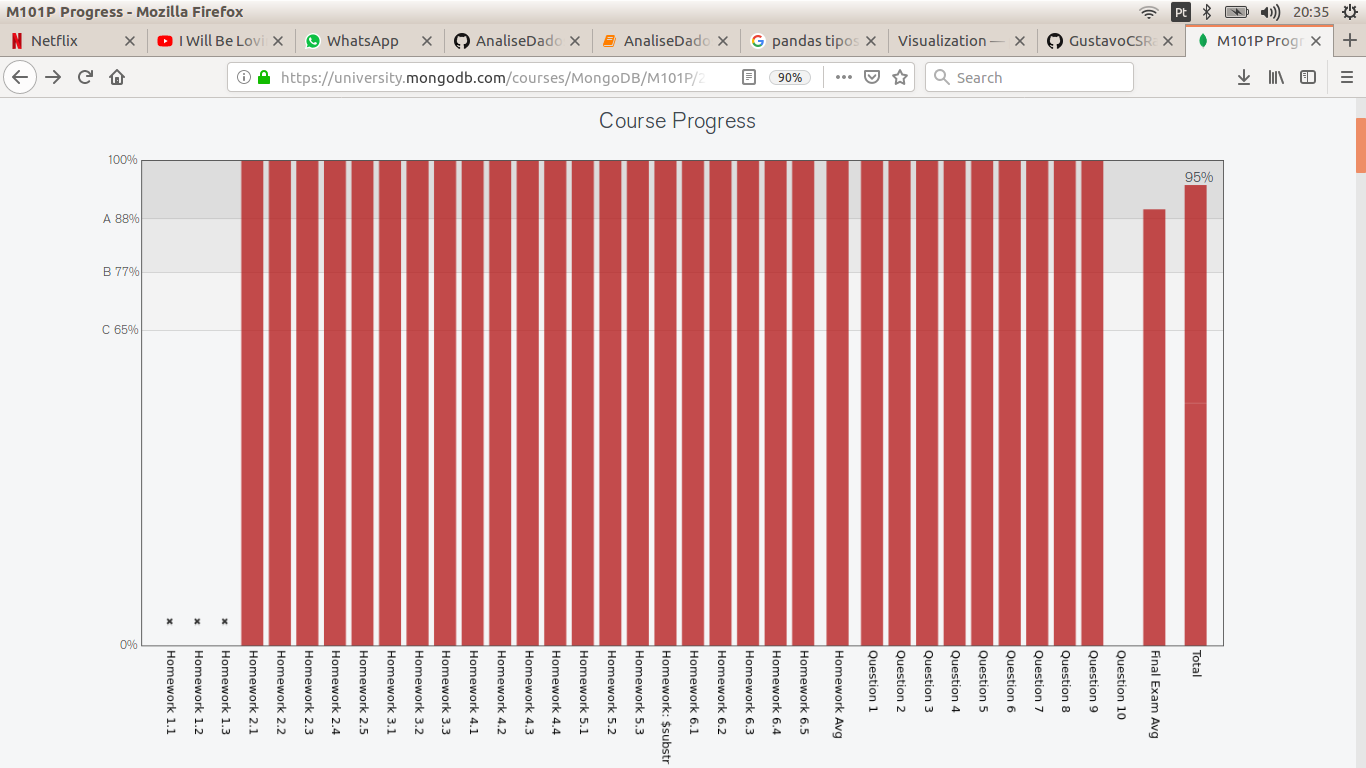 M101P Progress - Mozilla Firefox
Pt
20:35
Netflix
I Will Be Lovi
WhatsApp
AnaliseDado
AnaliseDado
pandas tipos
Visualization —
GustavoCSRa
M101P Progr
https://university.mongodb.com/courses/MongoDB/M101P/2
90%
Search
Course Progress
100%
A 88%
B 77%
C 65%
0%
95%
Homework 1.1
Homework 1.2
Homework 1.3
Homework 2.1
Homework 2.2
Homework 2.3
Homework 2.4
Homework 2.5
Homework 3.1
Homework 3.2
Homework 3.3
Homework 4.1
Homework 4.2
Homework 4.3
Homework 4.4
Homework 5.1
Homework 5.2
Homework 5.3
Homework: $substr
Homework 6.1
Homework 6.2
Homework 6.3
Homework 6.4
Homework 6.5
Homework Avg
Question 1
Question 2
Question 3
Question 4
Question 5
Question 6
Question 7
Question 8
Question 9
Question 10
Final Exam Avg
Total